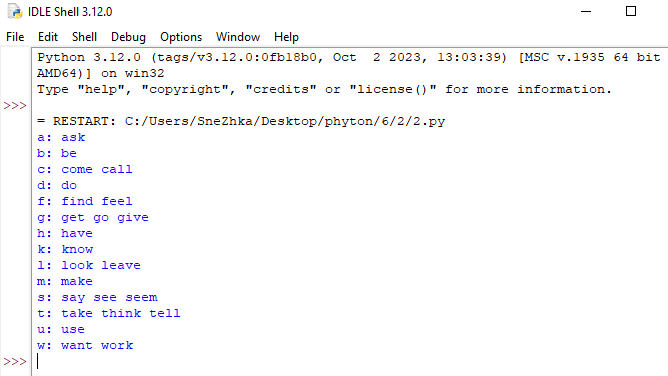 IDLE Shell 3.12.0
File Edit Shell Debug Options Window Help
Python 3.12.0 (tags/v3.12.0:0fb18b0, Oct  2 2023, 13:03:39) [MSC v.1935 64 bit
AMD64)] on win32
Type "help", "copyright", "credits" or "license()" for more information.
>>>
= RESTART: C:/Users/SneZhka/Desktop/phyton/6/2/2.py
a: ask
b: be
c: come call
d: do
f: find feel
g: get go give
h: have
k: know
l: look leave
m: make
s: say see seem
t: take think tell
u: use
w: want work
>>>